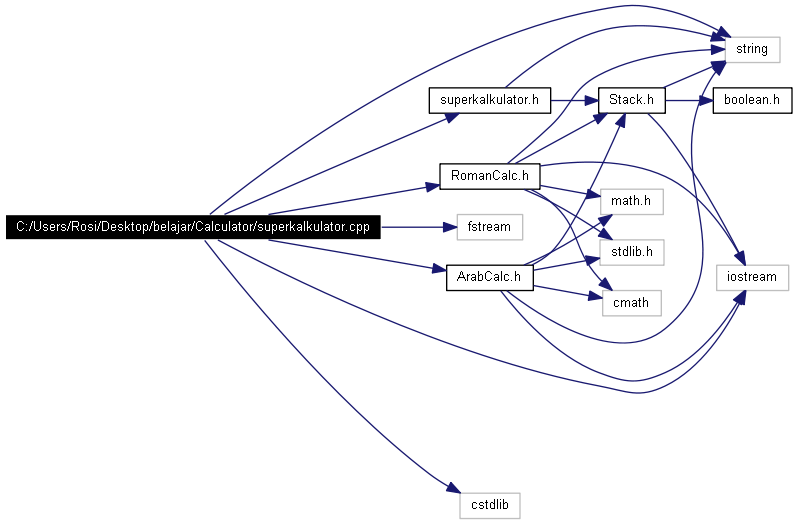 string
superkalkulator.h
Stack.h
boolean.h
RomanCalc.h
math.h
C:/Users/Rosi/Desktop/belajar/Calculator/superkalkulator.cpp
fstream
stdlib.h
ArabCalc.h
iostream
cmath
cstdlib